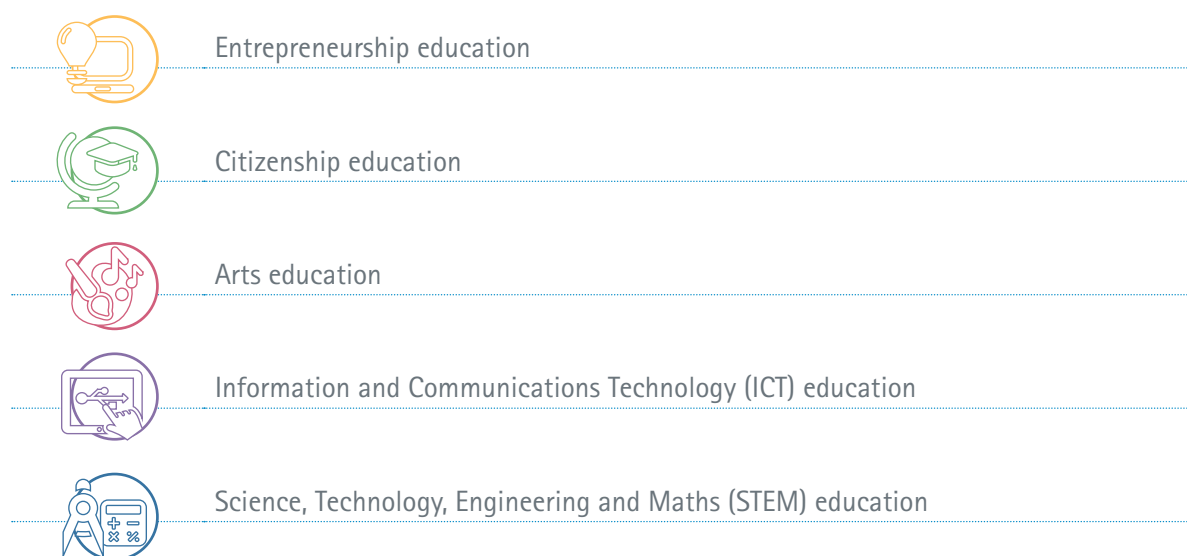 Entrepreneurship education
Citizenship education
Arts education
Information and Communications Technology (ICT) education
Science, Technology, Engineering and Maths (STEM) education